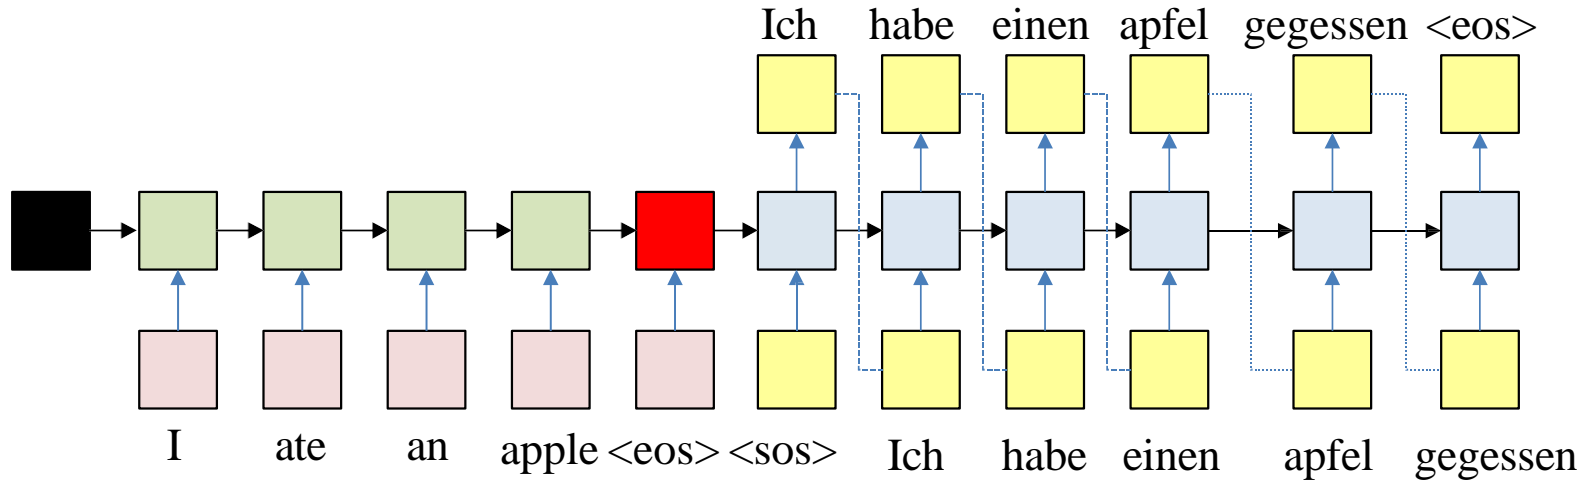 Ich habe einen apfel gegessen <eos>
I ate an apple <eos> <sos> Ich habe einen apfel gegessen